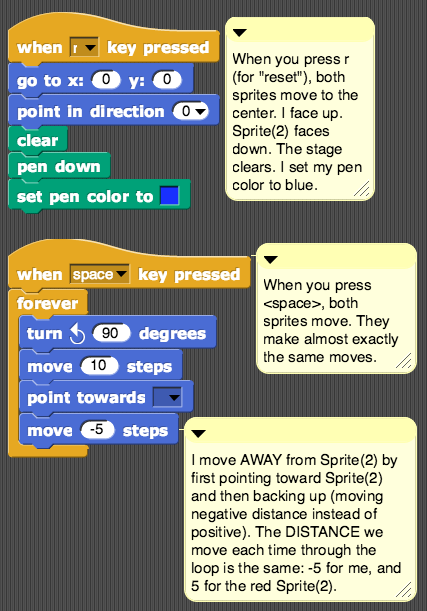 when r key pressed
go to x: 0 y: 0
point in direction 0
clear
pen down
set pen color to
When you press r
(for "reset"), both
sprites move to the
center. I face up.
Sprite(2) faces
down. The stage
clears. I set my pen
color to blue.
when space key pressed
forever
turn 90 degrees
move 10 steps
point towards
move -5 steps
When you press
<space>, both
sprites move. They
make almost exactly
the same moves.
I move AWAY from Sprite(2) by
first pointing toward Sprite(2)
and then backing up (moving
negative distance instead of
positive). The DISTANCE we
move each time through the
loop is the same: -5 for me, and
5 for the red Sprite(2).